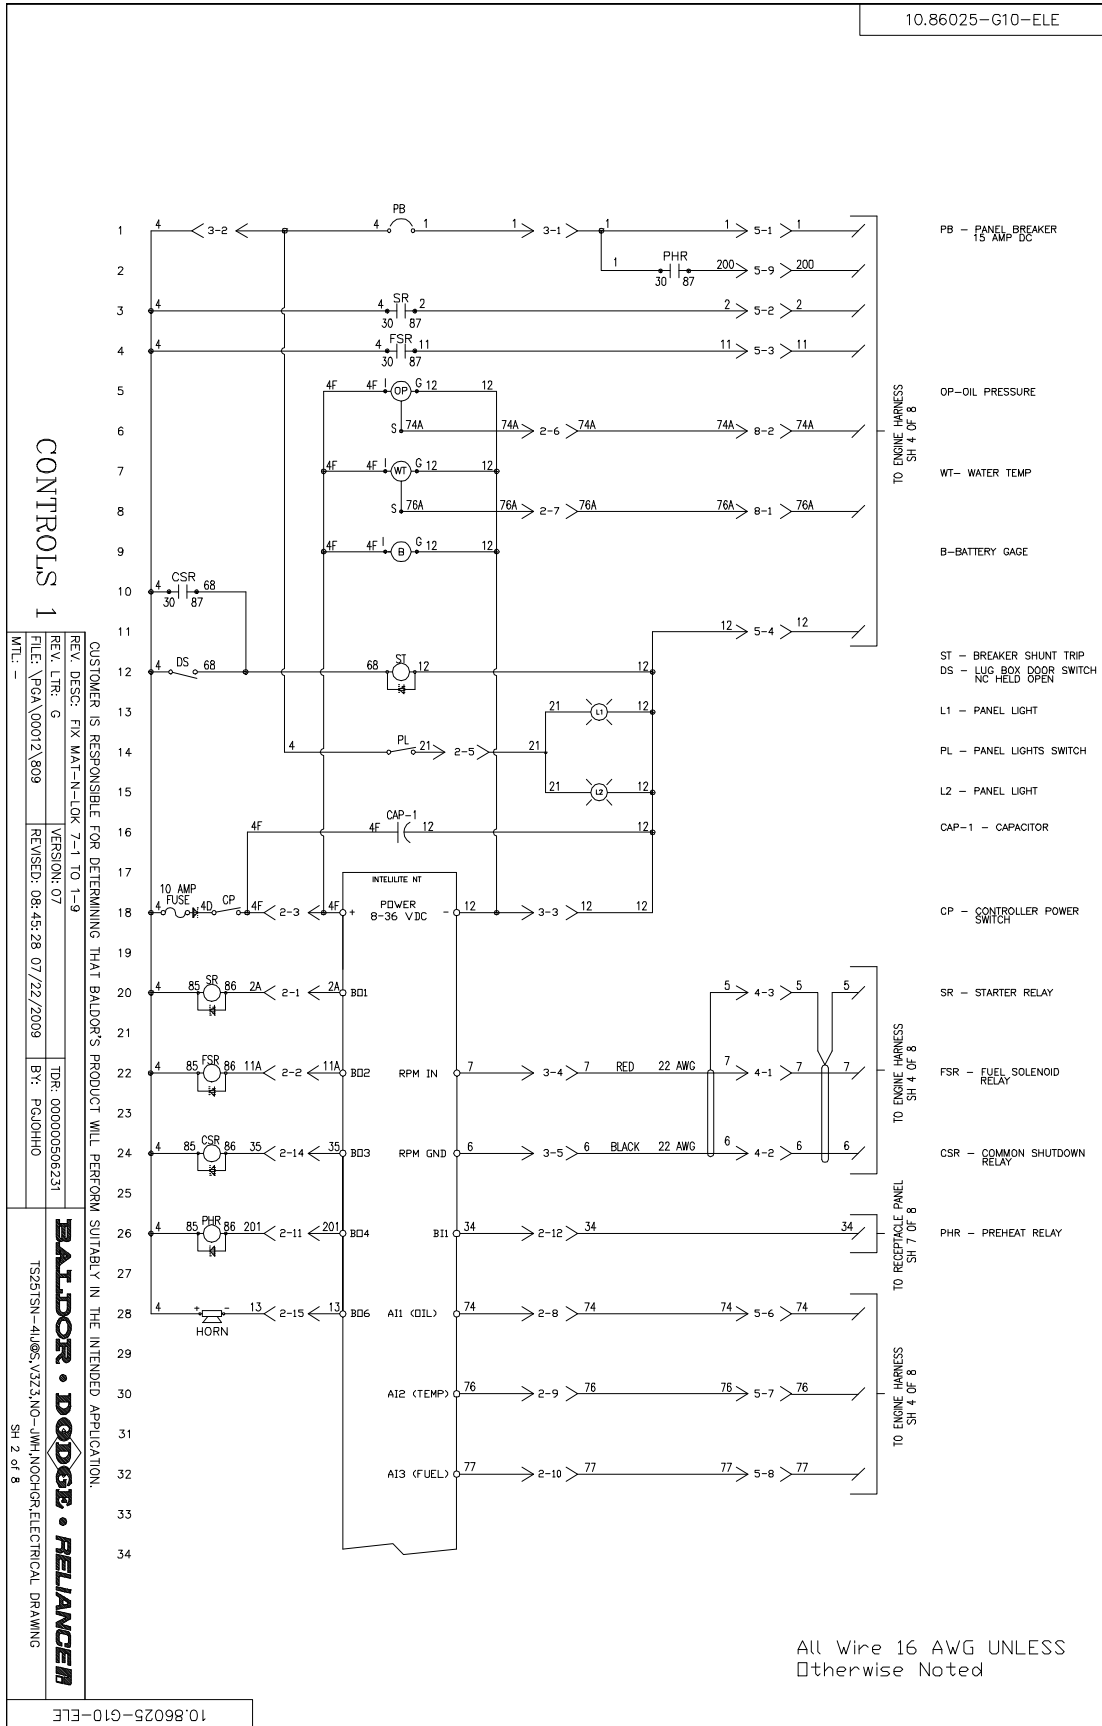 10.86025-G10-ELE
1 4 3-2 4 PB 1 1 3-1 1 1 5-1 1
PB - PANEL BREAKER
15 AMP DC
2 1 PHR 200 5-9 200
30 87
3 4 4 SR 2 2 5-2 2
30 87
4 4 4 FSR 11 11 5-3 11
30 87
5 4F 4F I OP G 12 12
OP-OIL PRESSURE
6 S 74A 74A 2-6 74A 74A 8-2 74A
7 4F 4F I WT G 12 12
WT- WATER TEMP
8 S 76A 76A 2-7 76A 76A 8-1 76A
9 4F 4F I B G 12 12
B-BATTERY GAGE
TO ENGINE HARNESS
SH 4 OF 8
10 4 CSR 68
30 87
11 12 5-4 12
12 4 DS 68 68 ST 12 12
ST - BREAKER SHUNT TRIP
DS - LUG BOX DOOR SWITCH
NC HELD OPEN
13 21 L1 12
L1 - PANEL LIGHT
14 4 PL 21 2-5 21
PL - PANEL LIGHTS SWITCH
15 21 L2 12
L2 - PANEL LIGHT
16 4F 4F CAP-1 12 12
CAP-1 - CAPACITOR
17 INTELILITE NT
10 AMP
FUSE
POWER
8-36 VDC
18 4 4D CP 4F 2-3 4F + - 12 3-3 12 12
CP - CONTROLLER POWER
SWITCH
19
20 4 85 SR 86 2A 2-1 2A BO1 5 4-3 5 5
SR - STARTER RELAY
21
22 4 85 FSR 86 11A 2-2 11A BO2 RPM IN 7 3-4 7 RED 22 AWG 7 4-1 7 7
FSR - FUEL SOLENOID
RELAY
23
24 4 85 CSR 86 35 2-14 35 BO3 RPM GND 6 3-5 6 BLACK 22 AWG 6 4-2 6 6
CSR - COMMON SHUTDOWN
RELAY
TO ENGINE HARNESS
SH 4 OF 8
25
26 4 85 PHR 86 201 2-11 201 BO4 BI1 34 2-12 34 34
PHR - PREHEAT RELAY
TO RECEPTACLE PANEL
SH 7 OF 8
27
28 4 + - 13 2-15 13 BO6 AI1 (OIL) 74 2-8 74 74 5-6 74
HORN
29
30 AI2 (TEMP) 76 2-9 76 76 5-7 76
31
32 AI3 (FUEL) 77 2-10 77 77 5-8 77
TO ENGINE HARNESS
SH 4 OF 8
33
34
All Wire 16 AWG UNLESS
Otherwise Noted
CONTROLS 1
CUSTOMER IS RESPONSIBLE FOR DETERMINING THAT BALDOR'S PRODUCT WILL PERFORM SUITABLY IN THE INTENDED APPLICATION.
REV. DESC: FIX MAT-N-LOK 7-1 TO 1-9
REV. LTR: G VERSION: 07 TDR: 000000506231
FILE: \PGA\00012\809 REVISED: 08:45:28 07/22/2009 BY: PGJOHHO
MTL: -
BALDOR • DODGE • RELIANCE
TS25TSN-4IJ@S,V3Z3,NO-JWH,NOCHGR,ELECTRICAL DRAWING
SH 2 of 8
10.86025-G10-ELE